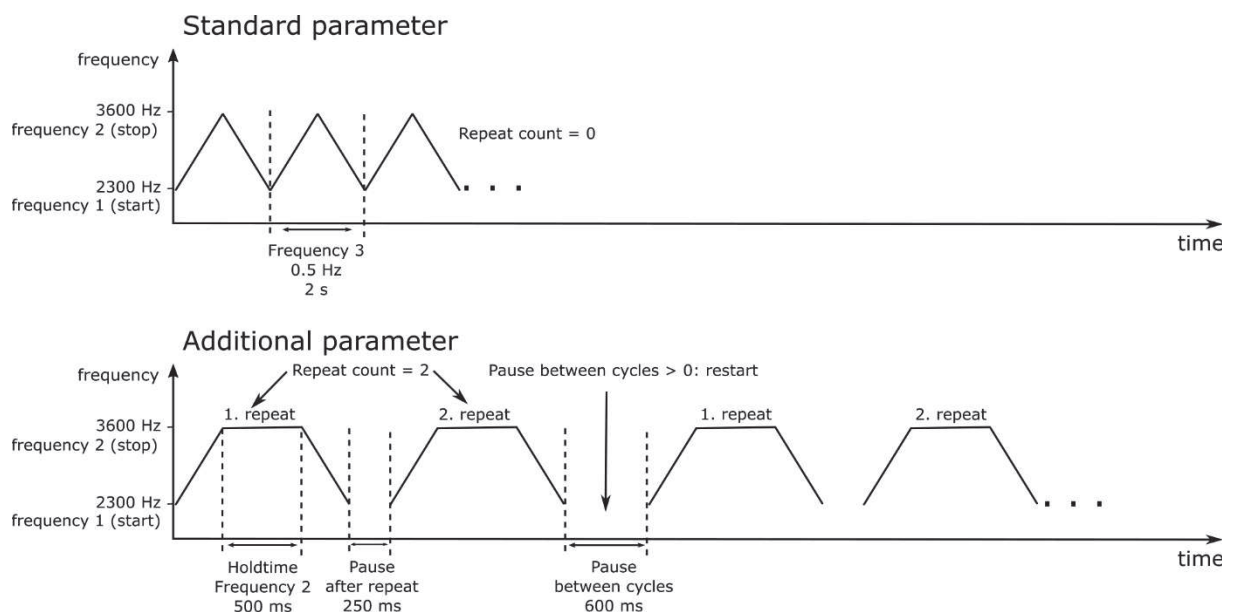 Standard parameter
frequency
3600 Hz
frequency 2 (stop)
Repeat count = 0
2300 Hz
frequency 1 (start)
time
Frequency 3
0.5 Hz
2 s
Additional parameter
frequency
Repeat count = 2
Pause between cycles > 0: restart
1. repeat
2. repeat
1. repeat
2. repeat
3600 Hz
frequency 2 (stop)
2300 Hz
frequency 1 (start)
time
Holdtime
Frequency 2
500 ms
Pause
after repeat
250 ms
Pause
between cycles
600 ms